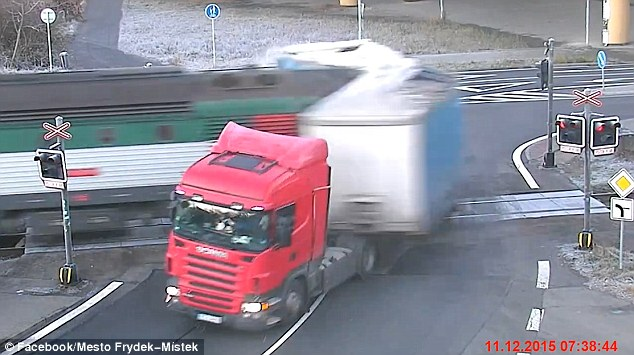 SCANIA
11.12.2015 07:38:44
© Facebook/Mesto Frydek–Mistek